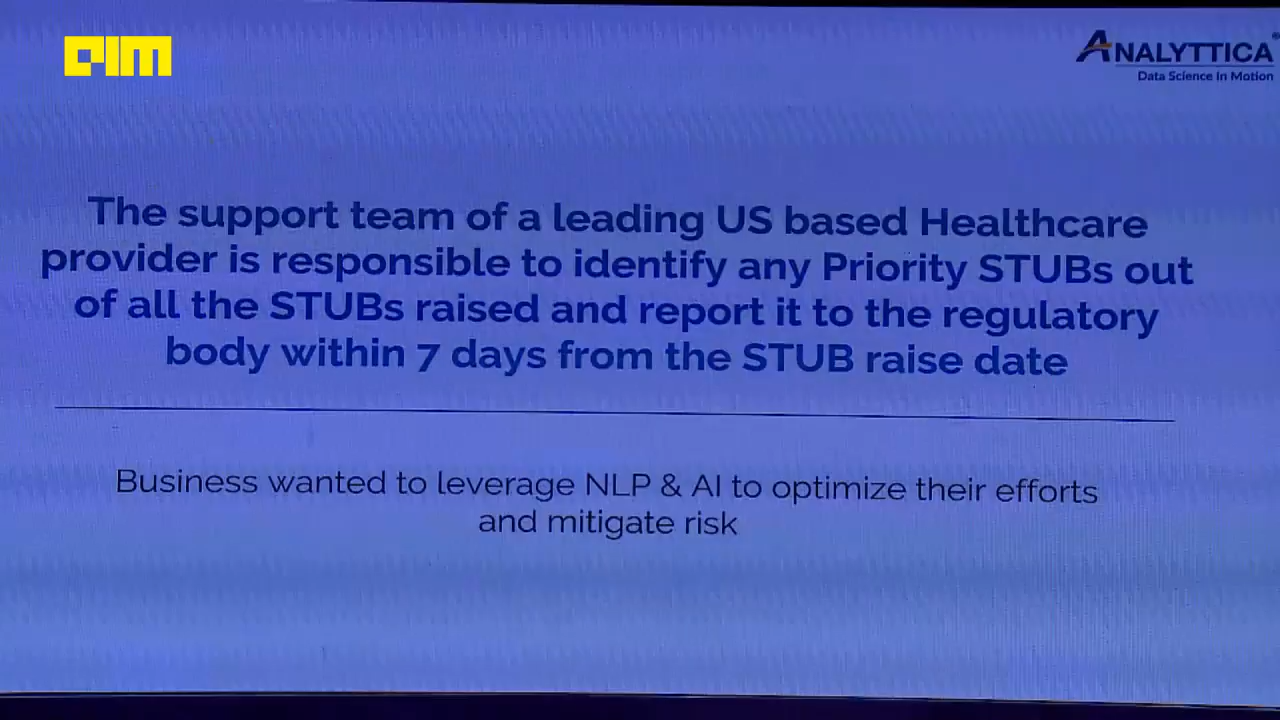 AIM
ANALYTTICA
Data Science in Motion
The support team of a leading US based Healthcare
provider is responsible to identify any Priority STUBs out
of all the STUBs raised and report it to the regulatory
body within 7 days from the STUB raise date
Business wanted to leverage NLP & AI to optimize their efforts
and mitigate risk